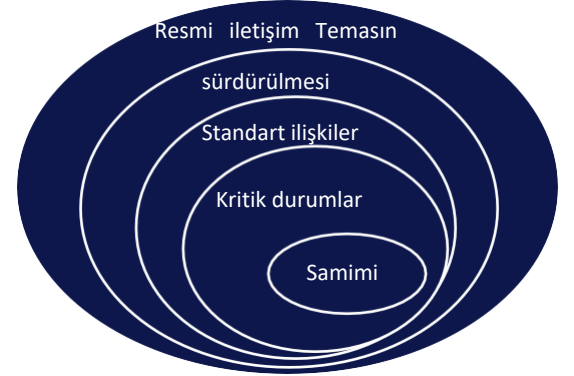 Resmi iletişim Temasın
sürdürülmesi
Standart ilişkiler
Kritik durumlar
Samimi